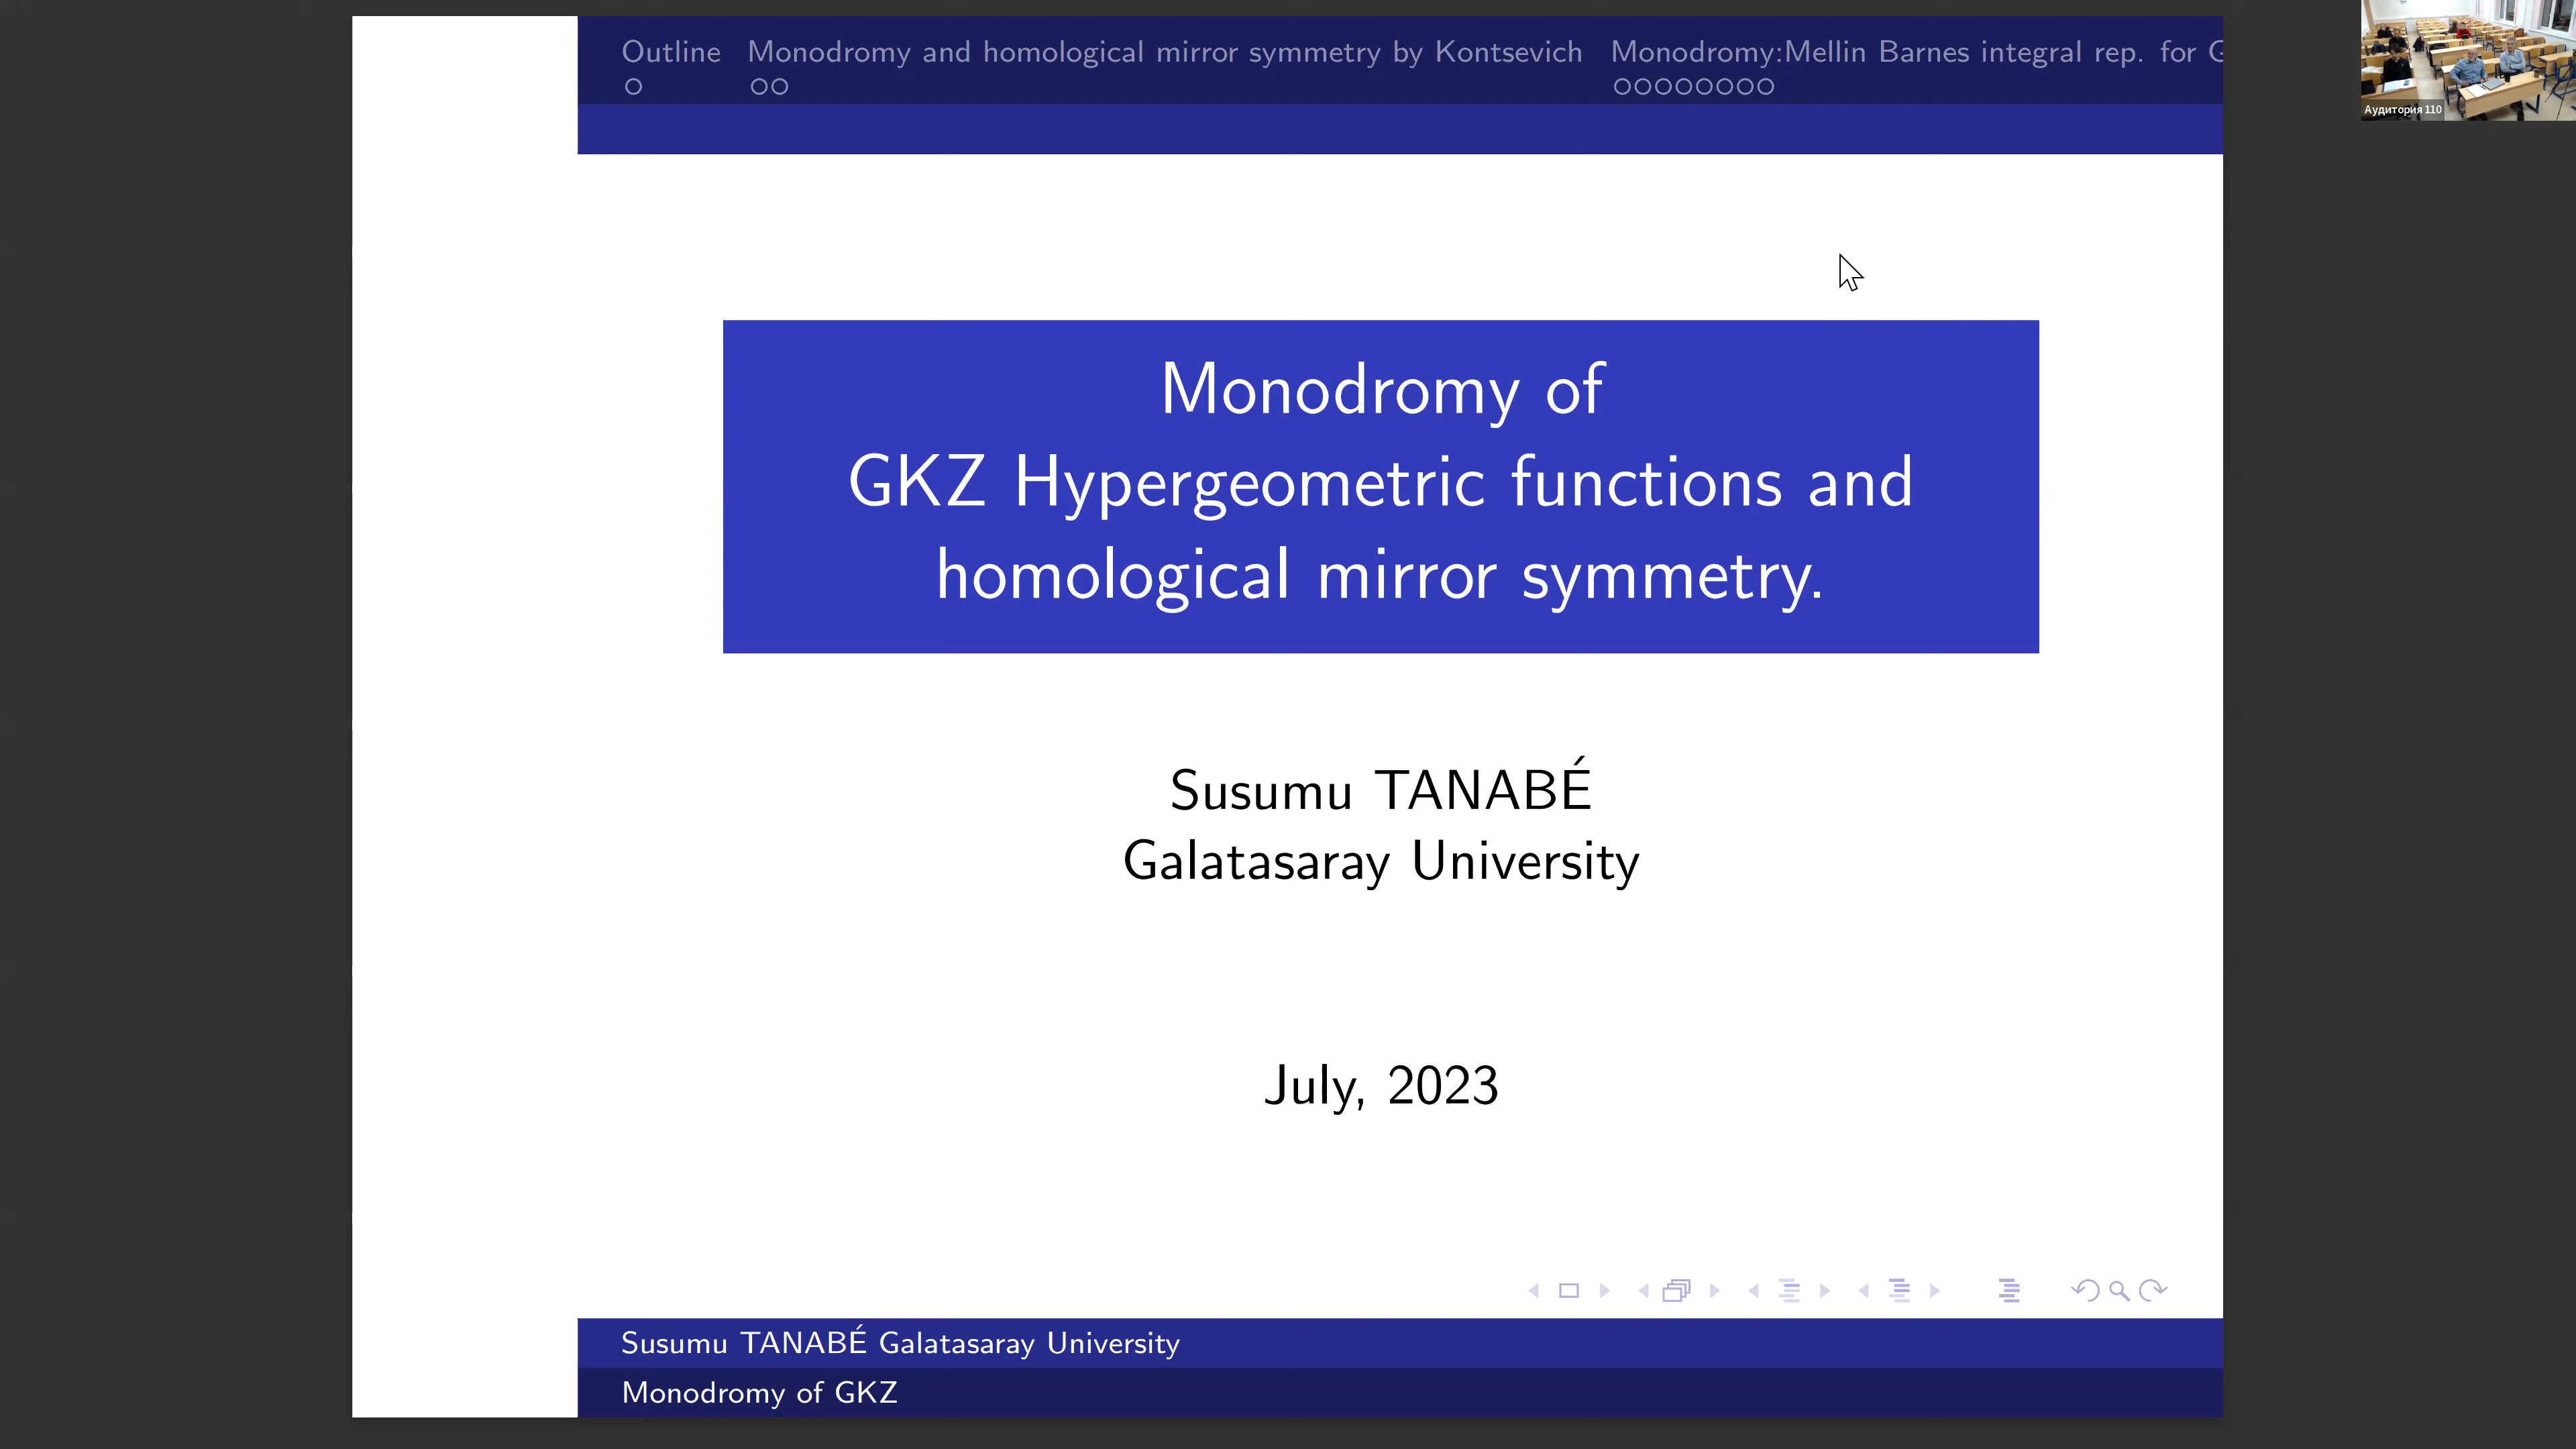 Outline Monodromy and homological mirror symmetry by Kontsevich Monodromy:Mellin Barnes integral rep. for G
Аудитория 110
Monodromy of
GKZ Hypergeometric functions and
homological mirror symmetry.
Susumu TANABÉ
Galatasaray University
July, 2023
Susumu TANABÉ Galatasaray University
Monodromy of GKZ